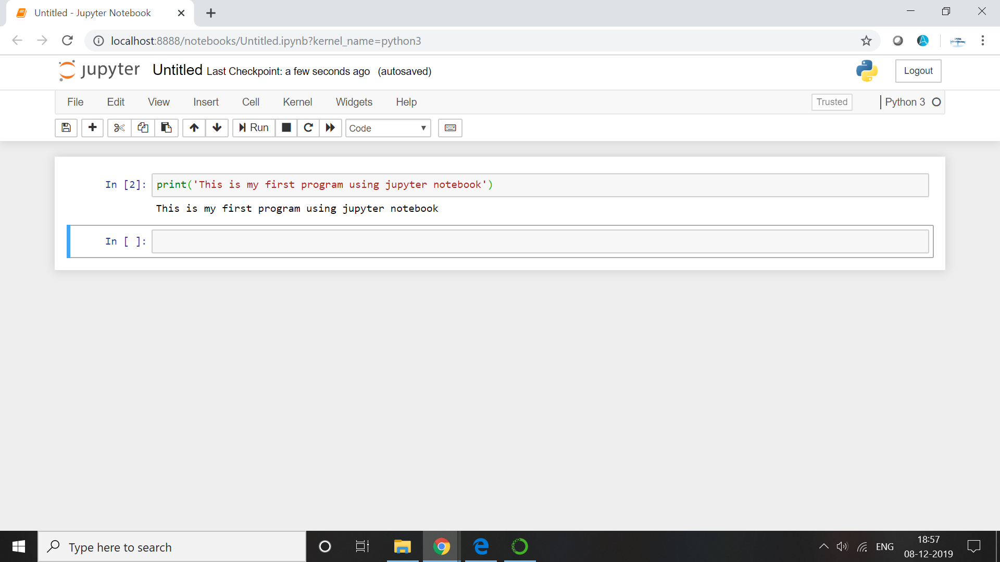 Untitled - Jupyter Notebook
localhost:8888/notebooks/Untitled.ipynb?kernel_name=python3
jupyter Untitled Last Checkpoint: a few seconds ago (autosaved) Logout
File Edit View Insert Cell Kernel Widgets Help Trusted Python 3
Run Code
In [2]: print('This is my first program using jupyter notebook')
This is my first program using jupyter notebook
In [ ]:
Type here to search ENG 18:57
08-12-2019